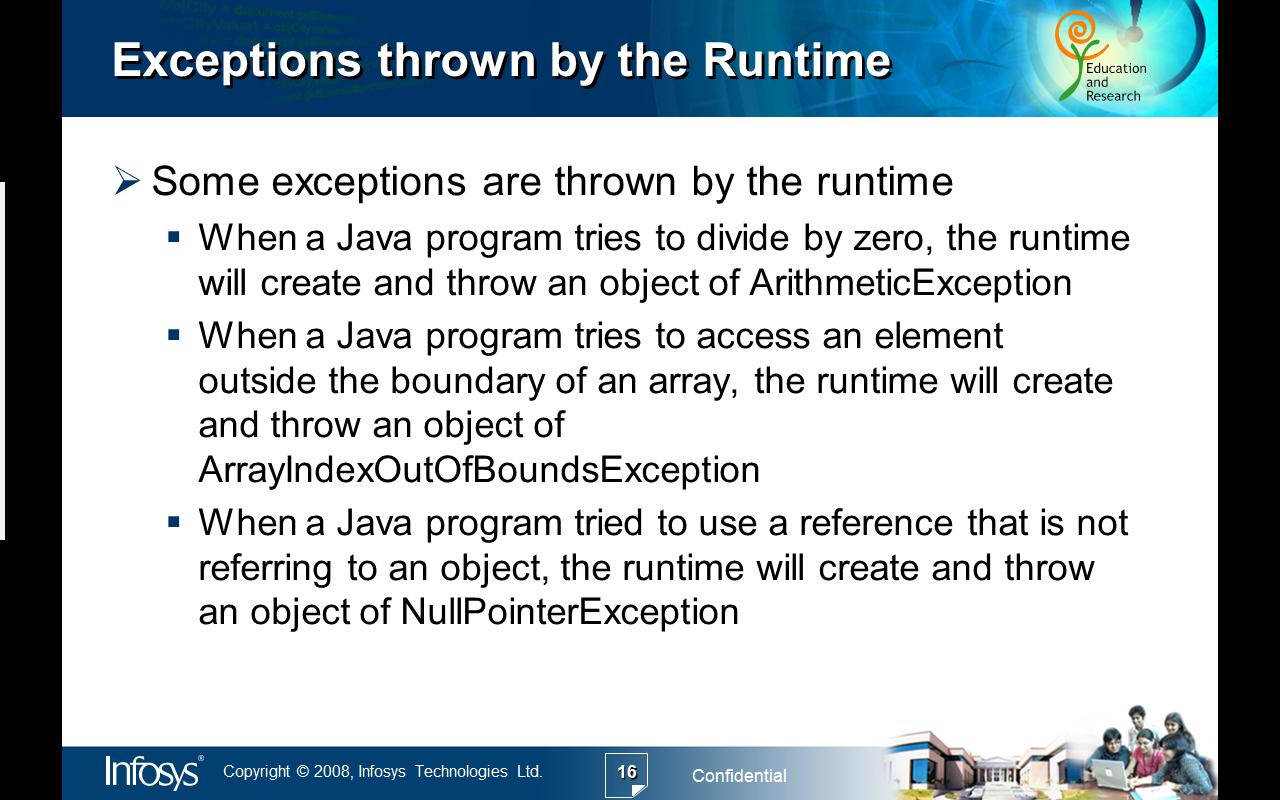 Exceptions thrown by the Runtime
Education
and
Research
Some exceptions are thrown by the runtime
When a Java program tries to divide by zero, the runtime
will create and throw an object of ArithmeticException
When a Java program tries to access an element
outside the boundary of an array, the runtime will create
and throw an object of
ArrayIndexOutOfBoundsException
When a Java program tried to use a reference that is not
referring to an object, the runtime will create and throw
an object of NullPointerException
Infosys®
Copyright © 2008, Infosys Technologies Ltd.
16
Confidential